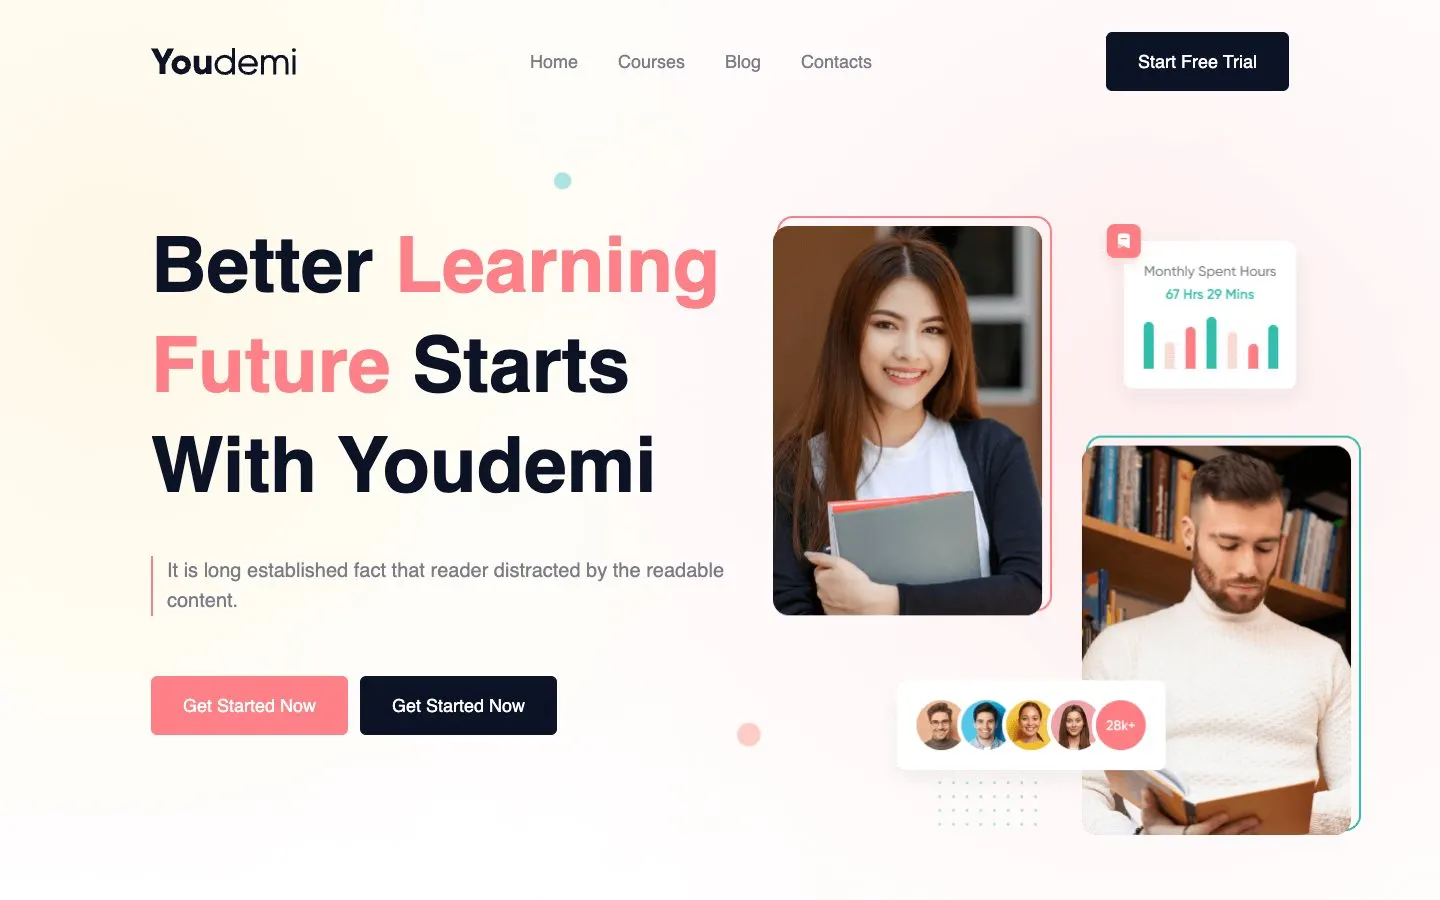 Youdemi
Home
Courses
Blog
Contacts
Start Free Trial
Better Learning
Future Starts
With Youdemi
It is long established fact that reader distracted by the readable
content.
Get Started Now
Get Started Now
Monthly Spent Hours
67 Hrs 29 Mins
28k+